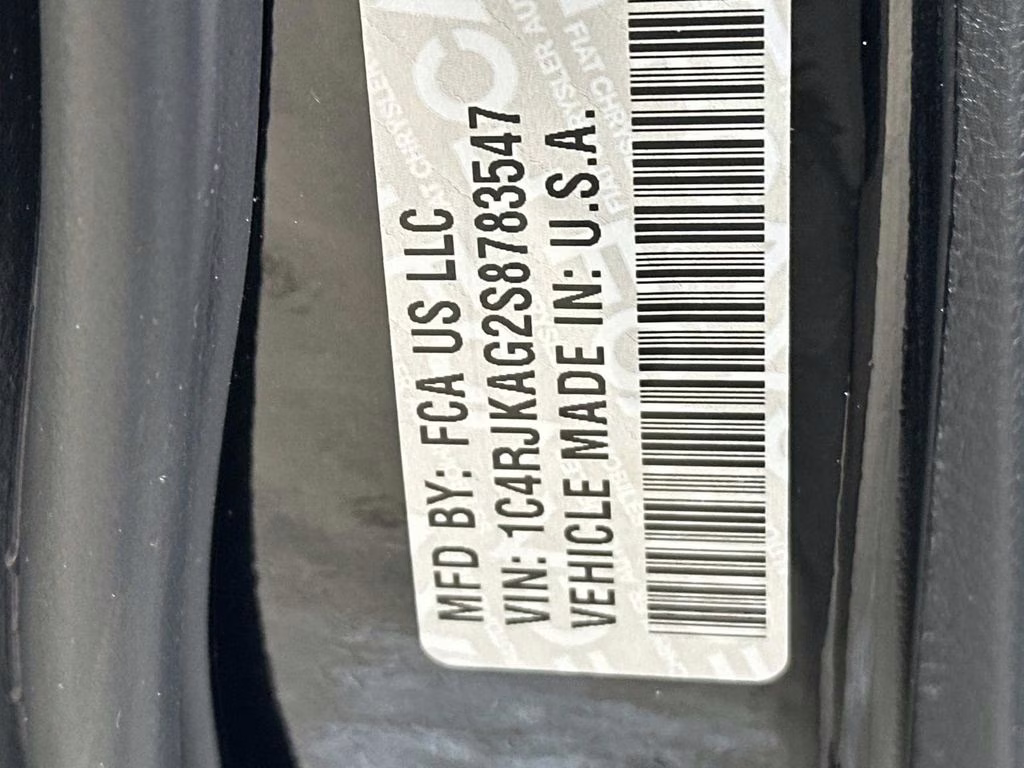 MFD BY: FCA US LLC
VIN: 1C4RJKAG2S8783547
VEHICLE MADE IN: U.S.A.